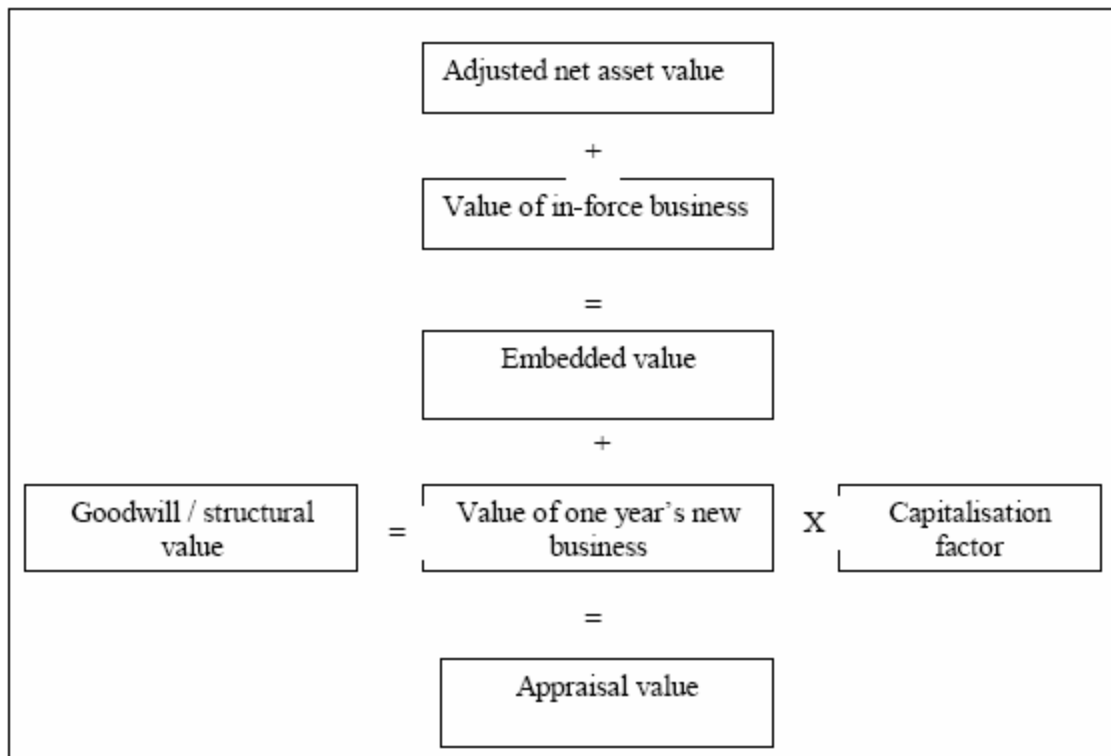 Adjusted net asset value
+
Value of in-force business
=
Embedded value
+
Goodwill / structural
value
=
Value of one year's new
business
X
Capitalisation
factor
=
Appraisal value